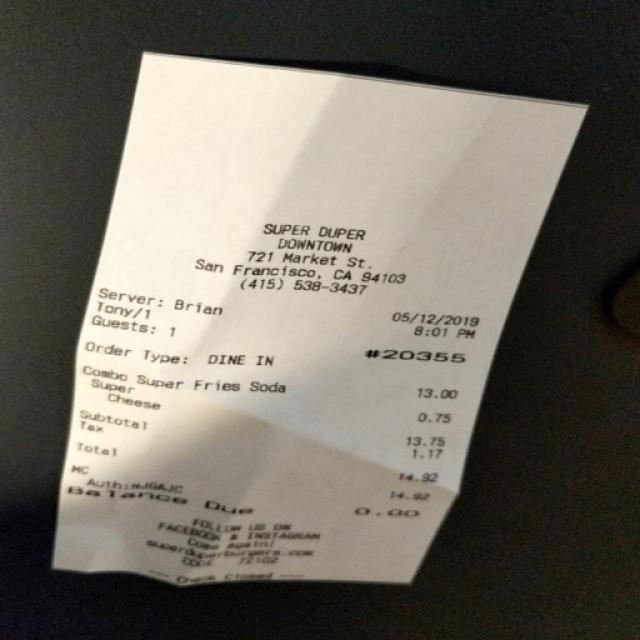 SUPER DUPER
DOWNTOWN
721 Market St.
San Francisco, CA 94103
(415) 538-3437
Server: Brian 05/12/2019
Tony/1 8:01 PM
Guests: 1 #20355
Order Type: DINE IN
Combo Super Fries Soda 13.00
Super
Cheese 0.75
Subtotal 13.75
Tax 1.17
Total 14.92
MC 14.92
Auth:NJGAJC
Balance Due 0.00
FOLLOW US ON
FACEBOOK & INSTAGRAM
Come again!
superduperburgers.com
CODE: 72102
--- Check Closed ---